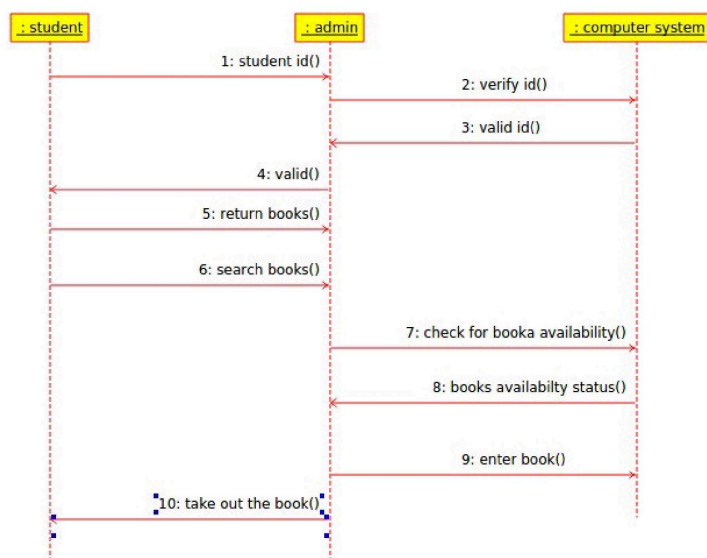 : student
: admin
: computer system
1: student id()
2: verify id()
3: valid id()
4: valid()
5: return books()
6: search books()
7: check for booka availability()
8: books availabilty status()
9: enter book()
10: take out the book()